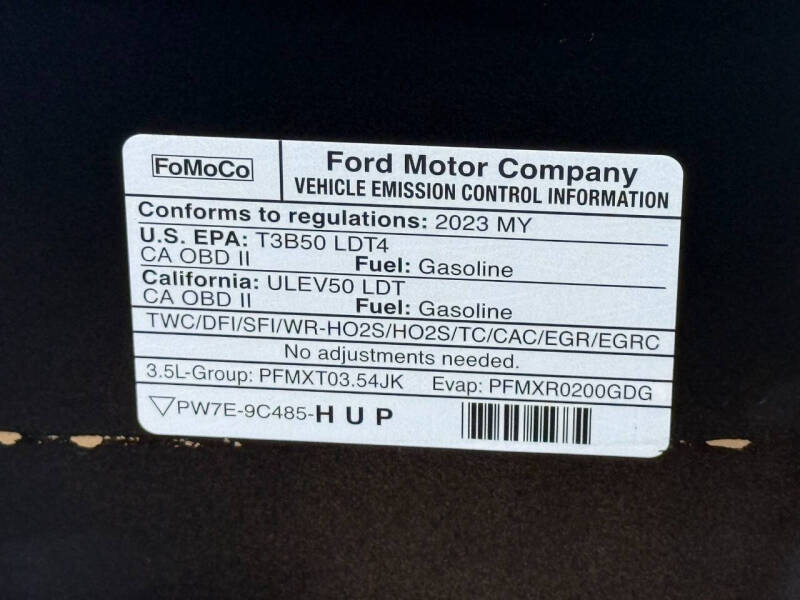 FoMoCo
Ford Motor Company
VEHICLE EMISSION CONTROL INFORMATION
Conforms to regulations: 2023 MY
U.S. EPA: T3B50 LDT4
CA OBD II Fuel: Gasoline
California: ULEV50 LDT
CA OBD II Fuel: Gasoline
TWC/DFI/SFI/WR-HO2S/HO2S/TC/CAC/EGR/EGRC
No adjustments needed.
3.5L-Group: PFMXT03.54JK Evap: PFMXR0200GDG
PW7E-9C485-HUP